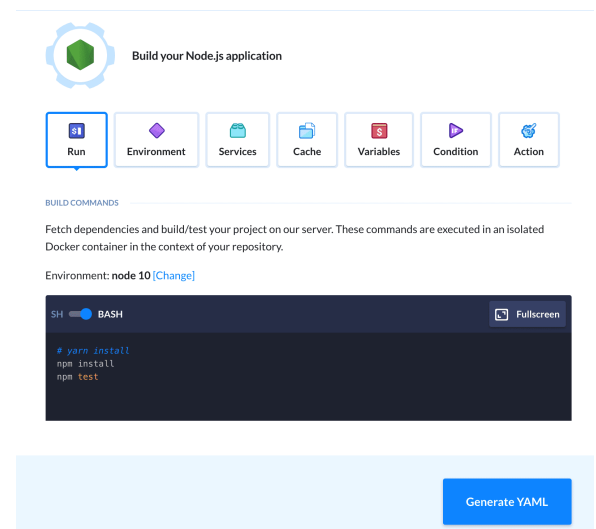 Build your Node.js application
$
Run
Environment
Services
Cache
$
Variables
IF
Condition
Action
BUILD COMMANDS
Fetch dependencies and build/test your project on our server. These commands are executed in an isolated
Docker container in the context of your repository.
Environment: node 10 [Change]
SH BASH Fullscreen
# yarn install
npm install
npm test
Generate YAML